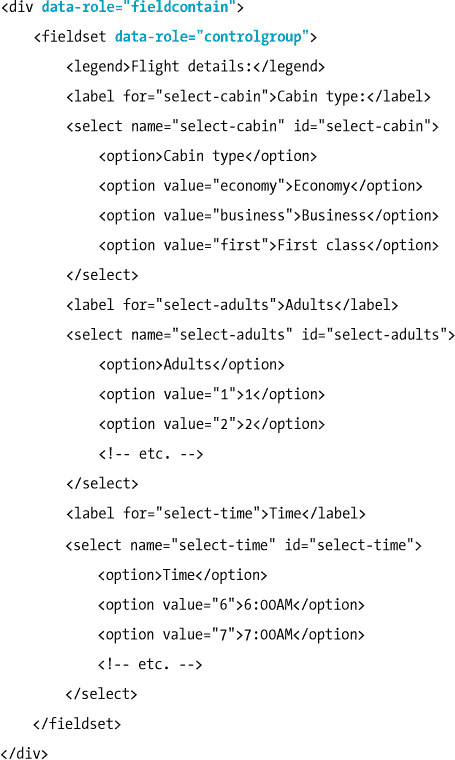 <div data-role="fieldcontain">
<fieldset data-role="controlgroup">
<legend>Flight details:</legend>
<label for="select-cabin">Cabin type:</label>
<select name="select-cabin" id="select-cabin">
<option>Cabin type</option>
<option value="economy">Economy</option>
<option value="business">Business</option>
<option value="first">First class</option>
</select>
<label for="select-adults">Adults</label>
<select name="select-adults" id="select-adults">
<option>Adults</option>
<option value="1">1</option>
<option value="2">2</option>
<!-- etc. -->
</select>
<label for="select-time">Time</label>
<select name="select-time" id="select-time">
<option>Time</option>
<option value="6">6:00AM</option>
<option value="7">7:00AM</option>
<!-- etc. -->
</select>
</fieldset>
</div>